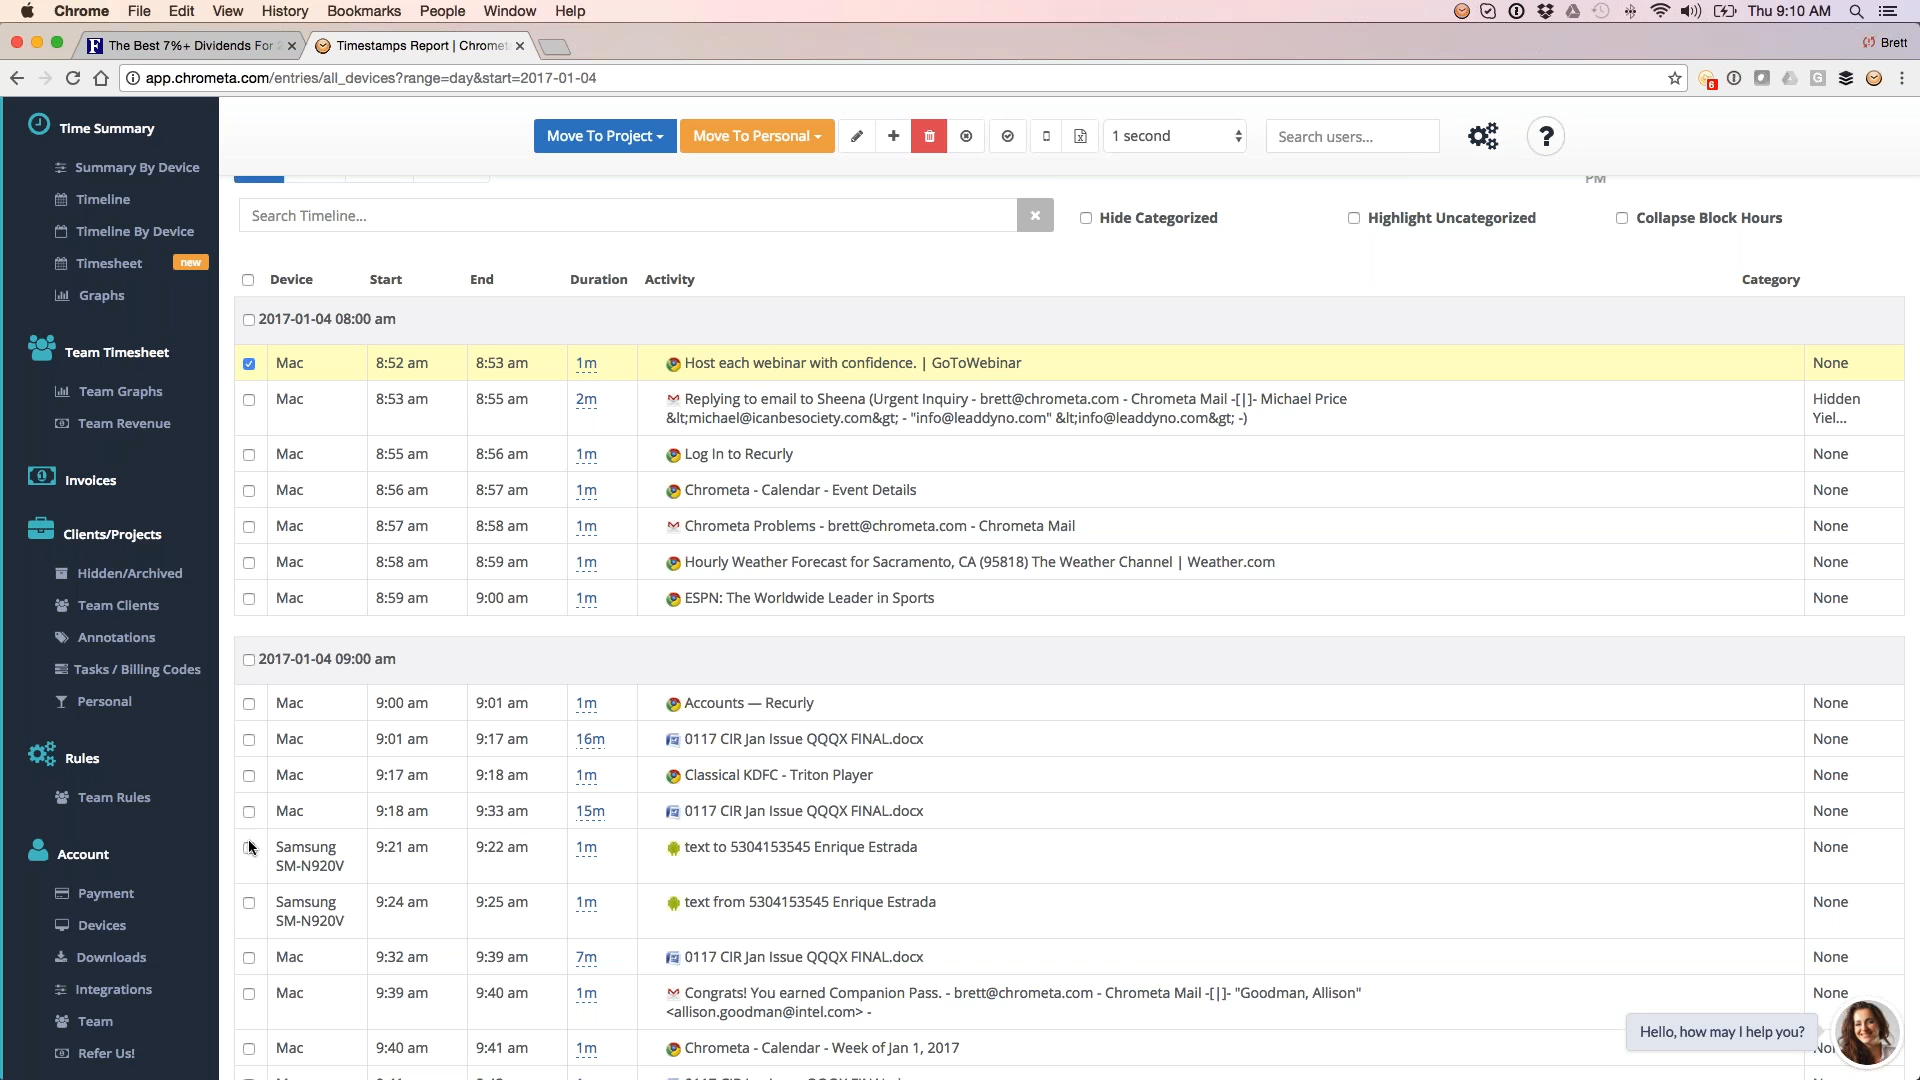 Chrome File Edit View History Bookmarks People Window Help Thu 9:10 AM
The Best 7%+ Dividends For Timestamps Report | Chromet Brett
app.chrometa.com/entries/all_devices?range=day&start=2017-01-04 6
Time Summary
Summary By Device
Timeline
Timeline By Device
Timesheet new
Graphs
Team Timesheet
Team Graphs
Team Revenue
Invoices
Clients/Projects
Hidden/Archived
Team Clients
Annotations
Tasks / Billing Codes
Personal
Rules
Team Rules
Account
Payment
Devices
Downloads
Integrations
Team
Refer Us!
Move To Project Move To Personal 1 second Search users... ?
PM
Search Timeline... × Hide Categorized Highlight Uncategorized Collapse Block Hours
Device Start End Duration Activity Category
2017-01-04 08:00 am
Mac 8:52 am 8:53 am 1m Host each webinar with confidence. | GoToWebinar None
Mac 8:53 am 8:55 am 2m Replying to email to Sheena (Urgent Inquiry - brett@chrometa.com - Chrometa Mail -[|]- Michael Price Hidden
&lt;michael@icanbesociety.com&gt; - "info@leaddyno.com" &lt;info@leaddyno.com&gt; -) Yiel...
Mac 8:55 am 8:56 am 1m Log In to Recurly None
Mac 8:56 am 8:57 am 1m Chrometa - Calendar - Event Details None
Mac 8:57 am 8:58 am 1m Chrometa Problems - brett@chrometa.com - Chrometa Mail None
Mac 8:58 am 8:59 am 1m Hourly Weather Forecast for Sacramento, CA (95818) The Weather Channel | Weather.com None
Mac 8:59 am 9:00 am 1m ESPN: The Worldwide Leader in Sports None
2017-01-04 09:00 am
Mac 9:00 am 9:01 am 1m Accounts — Recurly None
Mac 9:01 am 9:17 am 16m 0117 CIR Jan Issue QQQX FINAL.docx None
Mac 9:17 am 9:18 am 1m Classical KDFC - Triton Player None
Mac 9:18 am 9:33 am 15m 0117 CIR Jan Issue QQQX FINAL.docx None
Samsung 9:21 am 9:22 am 1m text to 5304153545 Enrique Estrada None
SM-N920V
Samsung 9:24 am 9:25 am 1m text from 5304153545 Enrique Estrada None
SM-N920V
Mac 9:32 am 9:39 am 7m 0117 CIR Jan Issue QQQX FINAL.docx None
Mac 9:39 am 9:40 am 1m Congrats! You earned Companion Pass. - brett@chrometa.com - Chrometa Mail -[|]- "Goodman, Allison" None
<allison.goodman@intel.com> -
Hello, how may I help you?
Mac 9:40 am 9:41 am 1m Chrometa - Calendar - Week of Jan 1, 2017